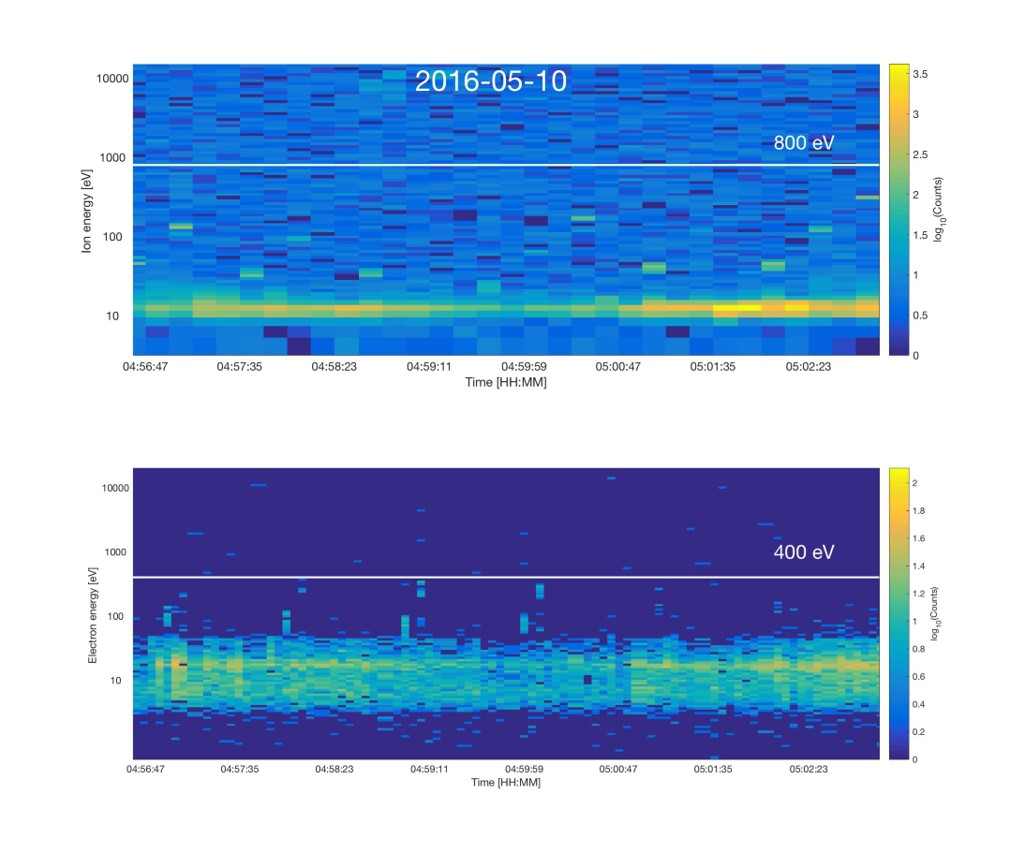 2016-05-10
800 eV
10000
1000
100
10
Ion energy [eV]
04:56:47 04:57:35 04:58:23 04:59:11 04:59:59 05:00:47 05:01:35 05:02:23
Time [HH:MM]
3.5
3
2.5
2
1.5
1
0.5
0
log10(Counts)
400 eV
10000
1000
100
10
Electron energy [eV]
04:56:47 04:57:35 04:58:23 04:59:11 04:59:59 05:00:47 05:01:35 05:02:23
Time [HH:MM]
2
1.8
1.6
1.4
1.2
1
0.8
0.6
0.4
0.2
0
log10(Counts)